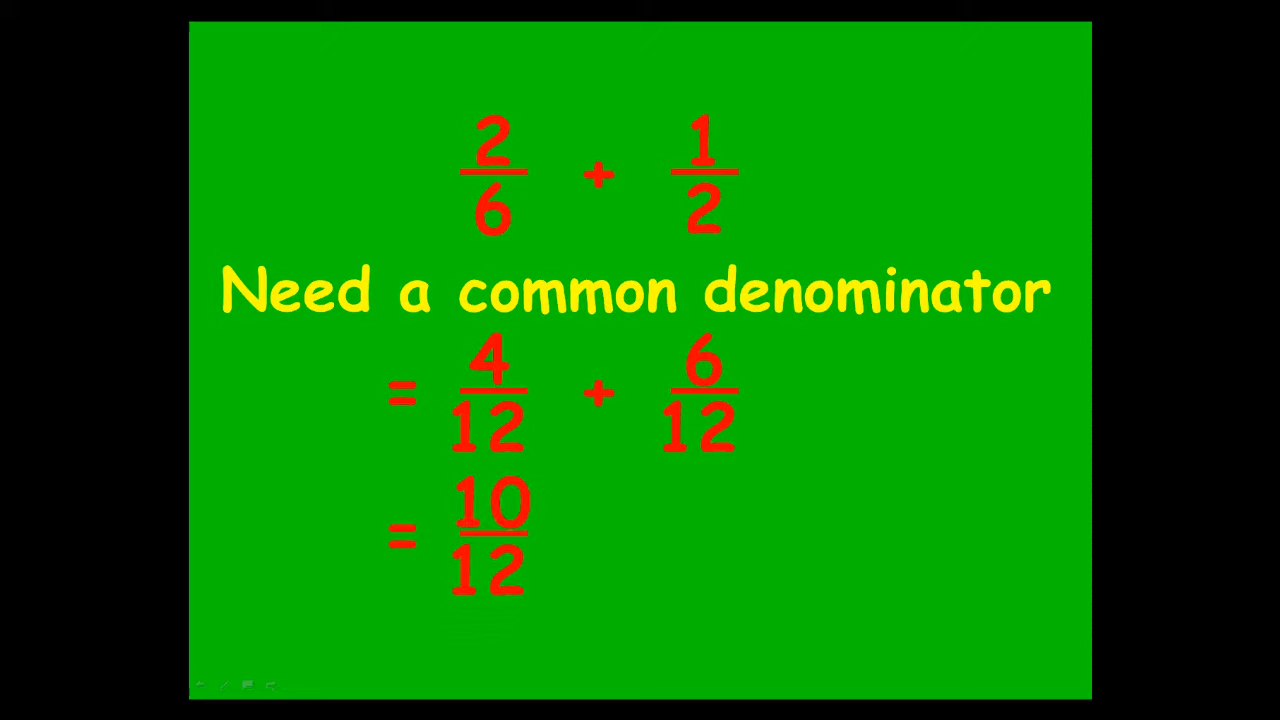 2/6 + 1/2
Need a common denominator
= 4/12 + 6/12
= 10/12